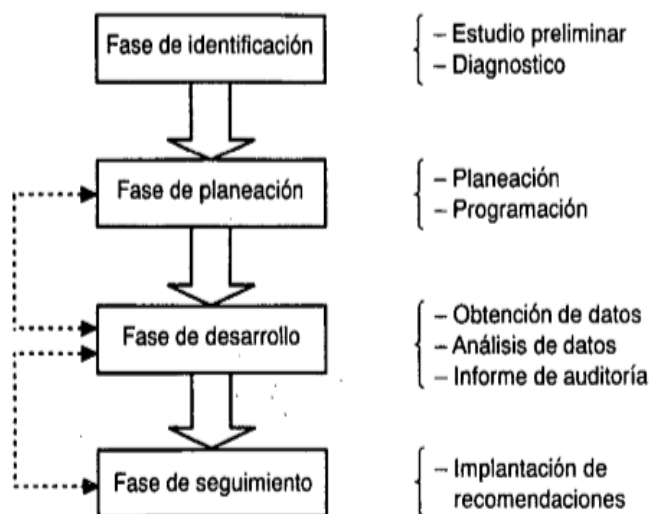 Fase de identificación
– Estudio preliminar
– Diagnostico
Fase de planeación
– Planeación
– Programación
Fase de desarrollo
– Obtención de datos
– Análisis de datos
– Informe de auditoría
Fase de seguimiento
– Implantación de
recomendaciones